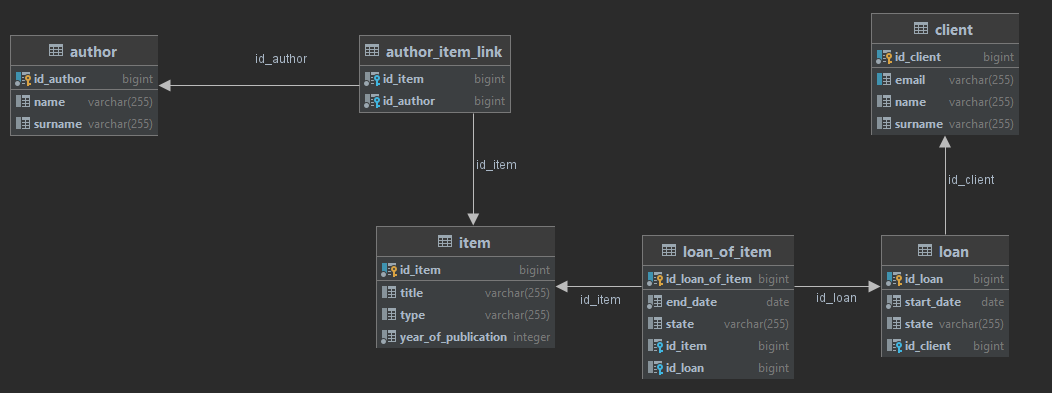 author
id_author bigint
name varchar(255)
surname varchar(255)
id_author
author_item_link
id_item bigint
id_author bigint
client
id_client bigint
email varchar(255)
name varchar(255)
surname varchar(255)
id_item
id_client
item
id_item bigint
title varchar(255)
type varchar(255)
year_of_publication integer
id_item
loan_of_item
id_loan_of_item bigint
end_date date
state varchar(255)
id_item bigint
id_loan bigint
id_loan
loan
id_loan bigint
start_date date
state varchar(255)
id_client bigint